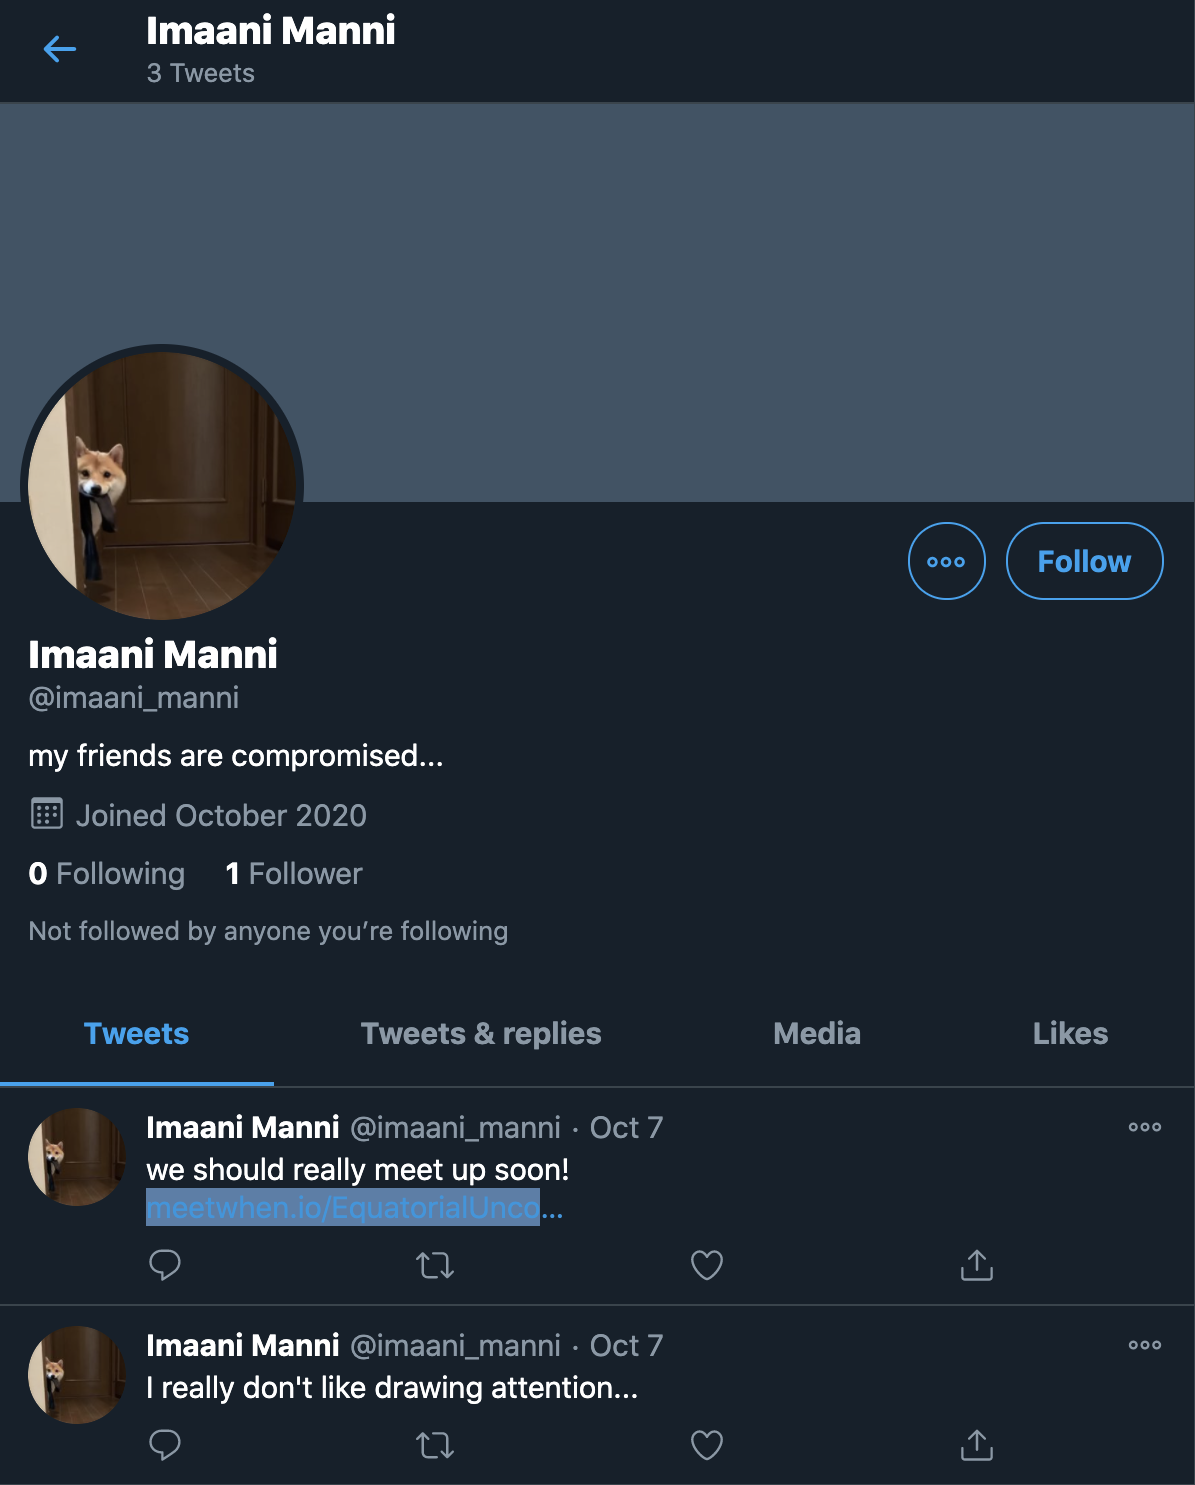 Imaani Manni
3 Tweets
Follow
Imaani Manni
@imaani_manni
my friends are compromised...
Joined October 2020
0 Following 1 Follower
Not followed by anyone you’re following
Tweets Tweets & replies Media Likes
Imaani Manni @imaani_manni · Oct 7
we should really meet up soon!
meetwhen.io/EquatorialUnco...
Imaani Manni @imaani_manni · Oct 7
I really don't like drawing attention...